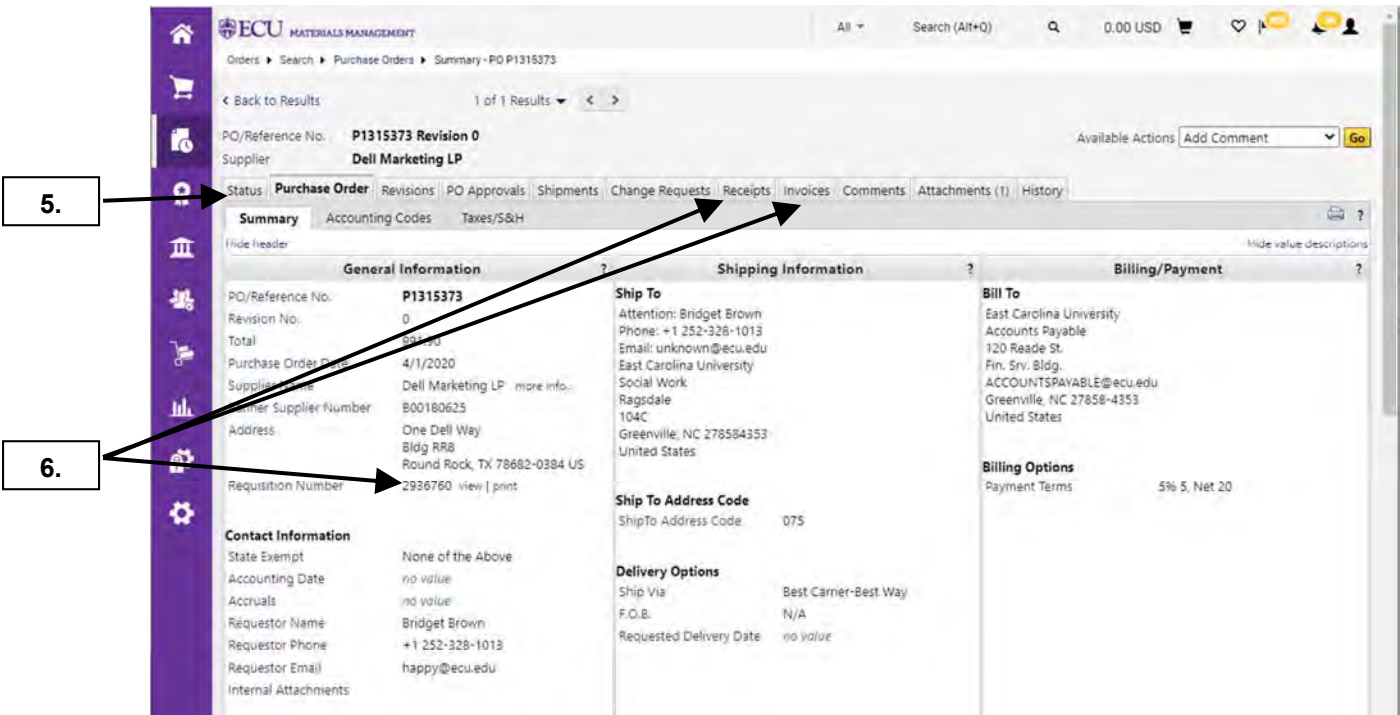 ECU MATERIALS MANAGEMENT
All Search (Alt+Q) 0.00 USD
Orders Search Purchase Orders Summary - PO P1315373
Back to Results 1 of 1 Results
PO/Reference No. P1315373 Revision 0
Available Actions Add Comment Go
Supplier Dell Marketing LP
5.
Status Purchase Order Revisions PO Approvals Shipments Change Requests Receipts Invoices Comments Attachments (1) History
Summary Accounting Codes Taxes/S&H ?
Hide header Hide value descriptions
General Information ? Shipping Information ? Billing/Payment ?
PO/Reference No. P1315373
Revision No. 0
Total
Purchase Order Date 4/1/2020
Supplier Name Dell Marketing LP more info...
Supplier Number B00180625
Address One Dell Way
Bldg RR8
Round Rock, TX 78682-0384 US
6.
Requisition Number 2936760 view | print
Contact Information
State Exempt None of the Above
Accounting Date no value
Accruals no value
Requestor Name Bridget Brown
Requestor Phone +1 252-328-1013
Requestor Email happy@ecu.edu
Internal Attachments
Ship To
Attention: Bridget Brown
Phone: +1 252-328-1013
Email: unknown@ecu.edu
East Carolina University
Social Work
Ragsdale
104C
Greenville, NC 278584353
United States
Ship To Address Code
ShipTo Address Code 075
Delivery Options
Ship Via Best Carrier-Best Way
F.O.B. N/A
Requested Delivery Date no value
Bill To
East Carolina University
Accounts Payable
120 Reade St.
Fin. Srv. Bldg.
ACCOUNTSPAYABLE@ecu.edu
Greenville, NC 27858-4353
United States
Billing Options
Payment Terms 5% 5, Net 20